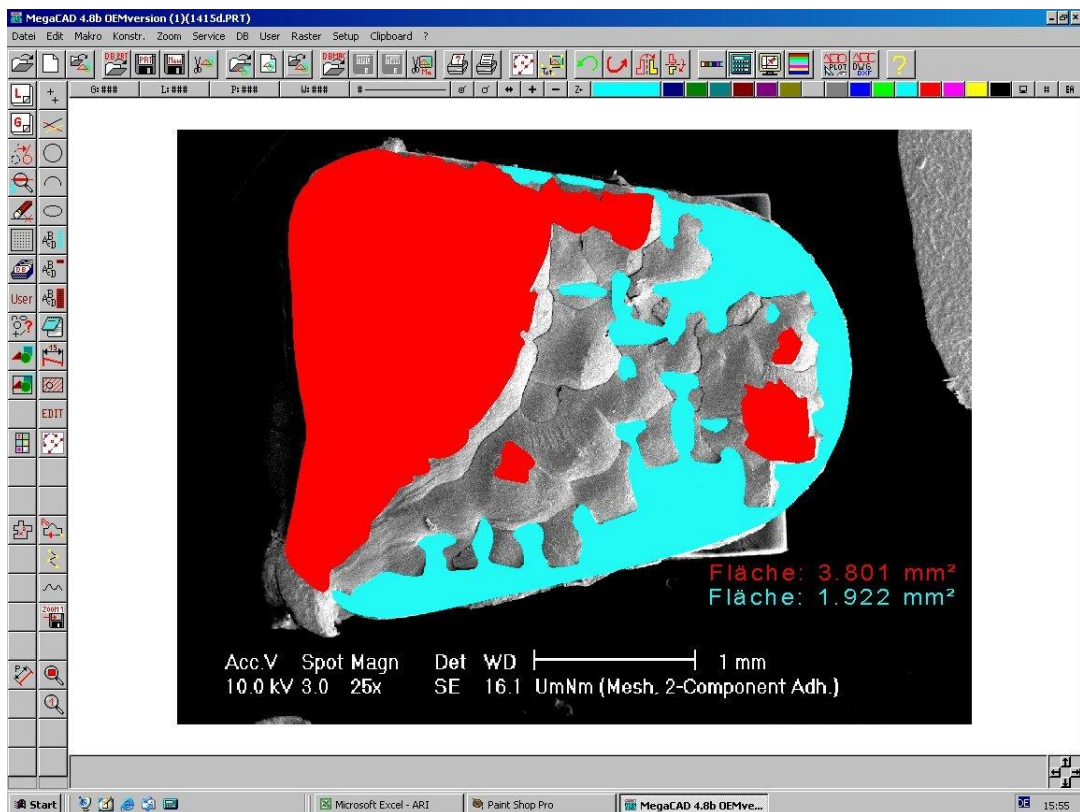 MegaCAD 4.8b OEMversion (1)(1415d.PRT)
Datei Edit Makro Konstr. Zoom Service DB User Raster Setup Clipboard ?
G: ### L: ### P: ### W: ### #
User
EDIT
Fläche: 3.801 mm²
Fläche: 1.922 mm²
Acc.V Spot Magn Det WD 1 mm
10.0 kV 3.0 25x SE 16.1 UmNm (Mesh, 2-Component Adh.)
Start Microsoft Excel - ARI Paint Shop Pro MegaCAD 4.8b OEMve... DE 15:55